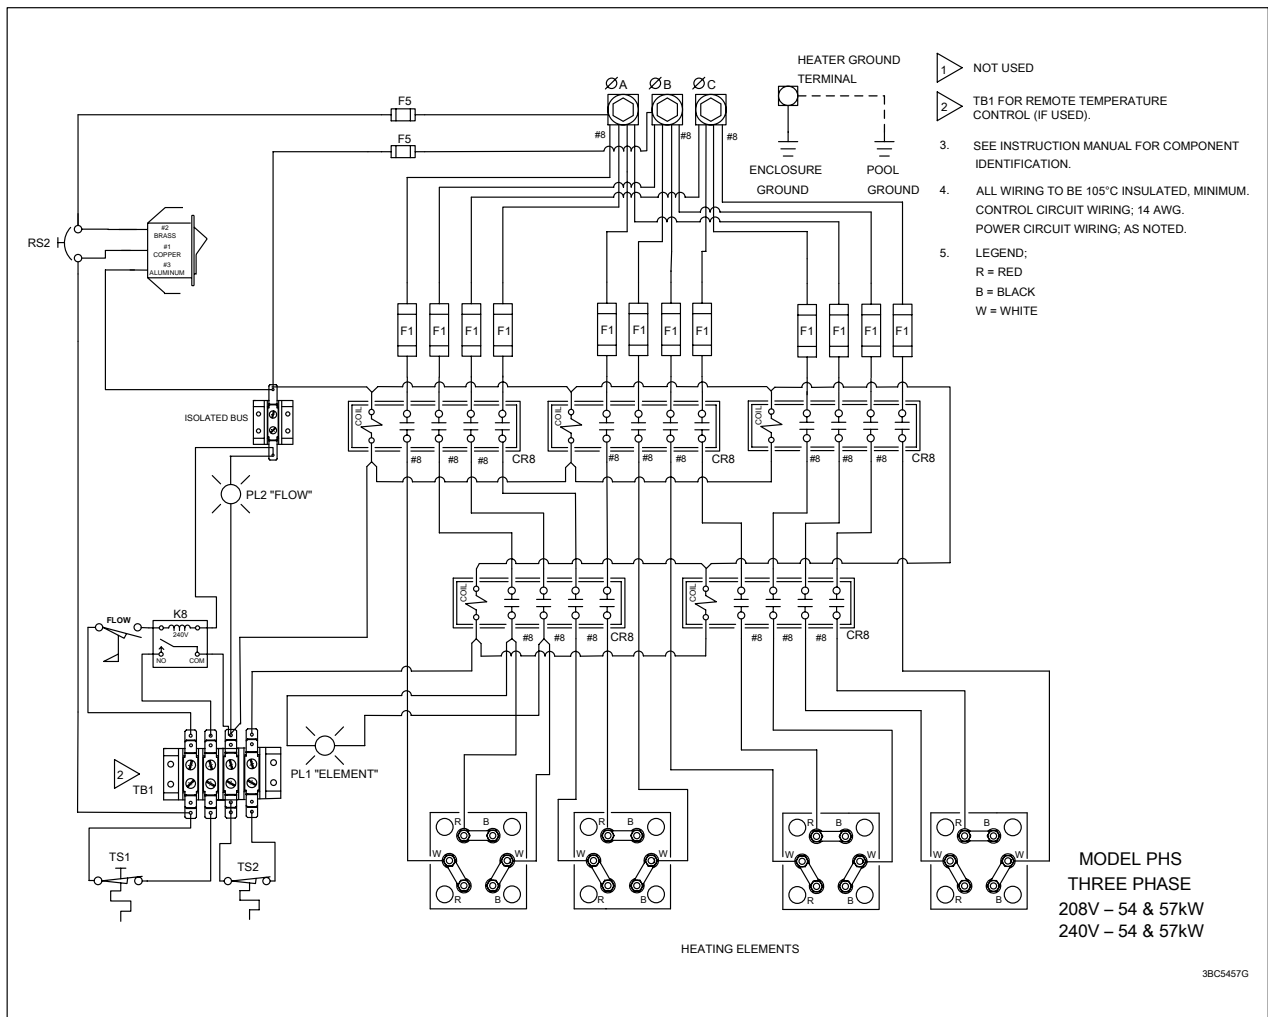 HEATER GROUND
TERMINAL
ENCLOSURE
GROUND
POOL
GROUND
1 NOT USED
2 TB1 FOR REMOTE TEMPERATURE
CONTROL (IF USED).
3. SEE INSTRUCTION MANUAL FOR COMPONENT
IDENTIFICATION.
4. ALL WIRING TO BE 105°C INSULATED, MINIMUM.
CONTROL CIRCUIT WIRING; 14 AWG.
POWER CIRCUIT WIRING; AS NOTED.
5. LEGEND;
R = RED
B = BLACK
W = WHITE
ØA ØB ØC
#8 #8 #8
F5
F5
RS2
#2
BRASS
#1
COPPER
#3
ALUMINUM
F1 F1 F1 F1 F1 F1 F1 F1 F1 F1 F1 F1
ISOLATED BUS
COIL COIL COIL
#8 #8 #8 CR8 #8 #8 #8 CR8 #8 #8 #8 CR8
PL2 "FLOW"
COIL COIL
#8 #8 #8 CR8 #8 #8 #8 CR8
FLOW
K8
240V
NO COM
2
TB1
PL1 "ELEMENT"
TS1
TS2
R B R B R B R B
W W W W W W W W
R B R B R B R B
HEATING ELEMENTS
MODEL PHS
THREE PHASE
208V – 54 & 57kW
240V – 54 & 57kW
3BC5457G